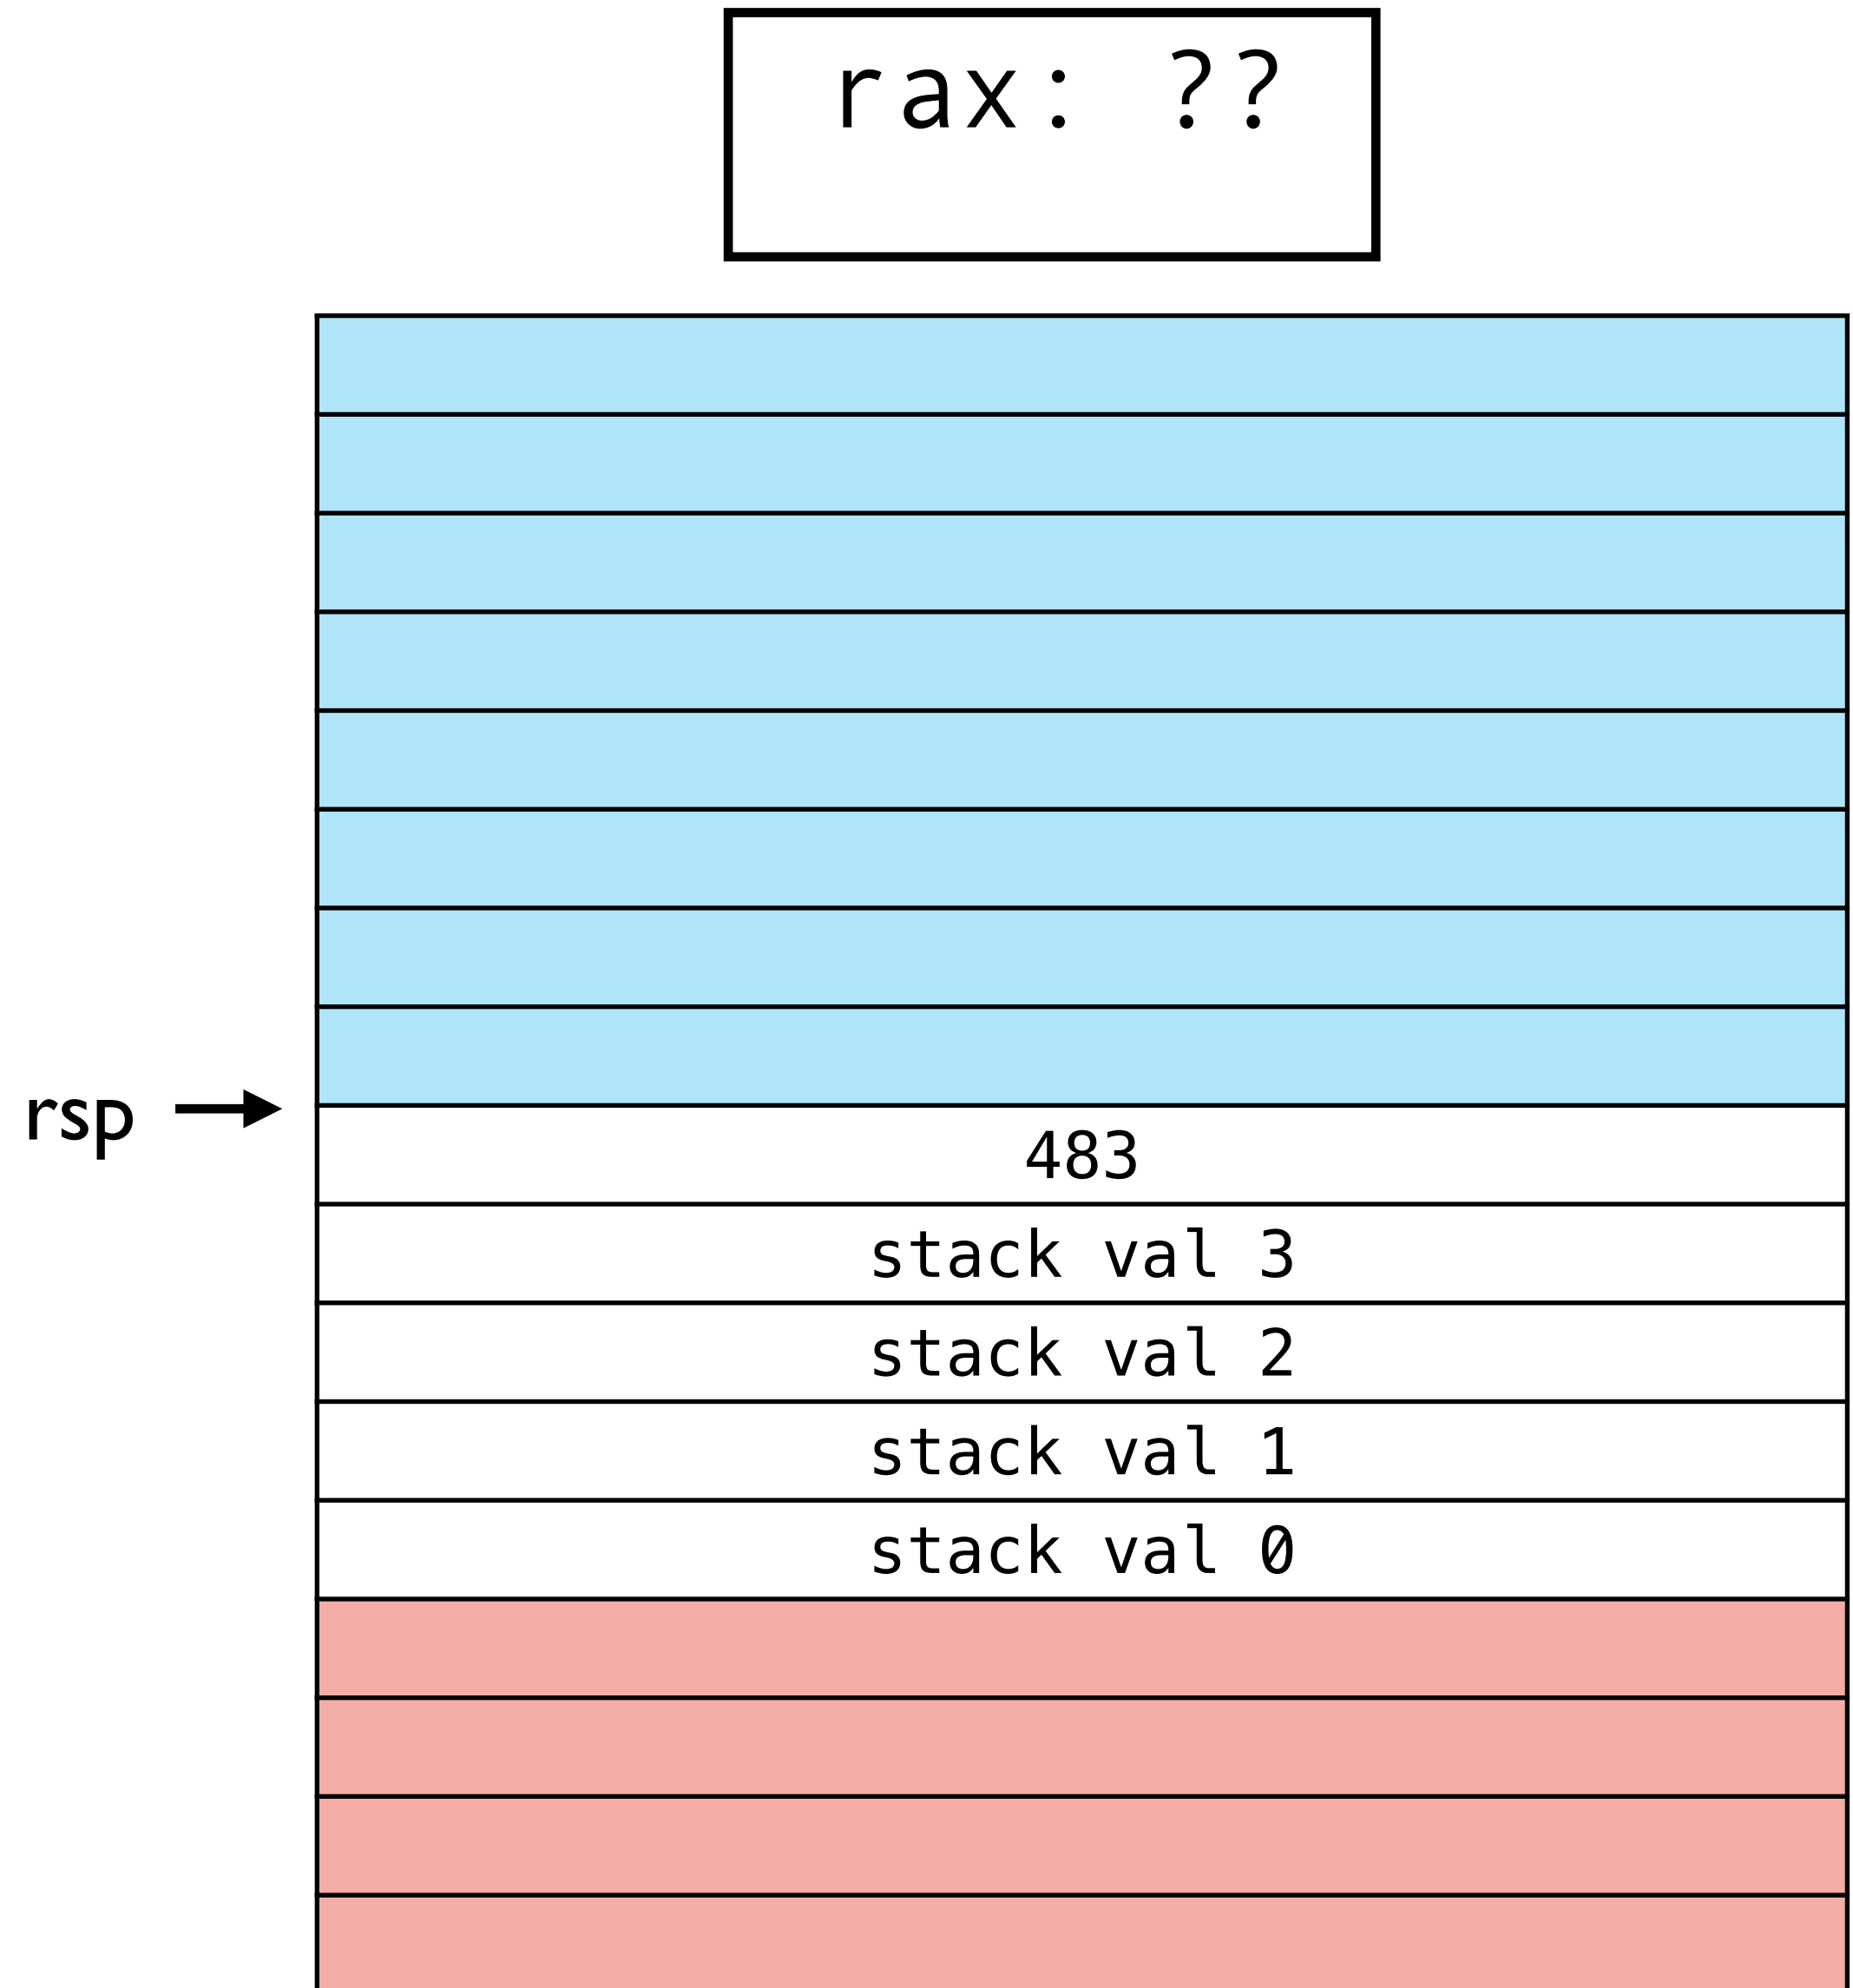 rax: ??
rsp
483
stack val 3
stack val 2
stack val 1
stack val 0